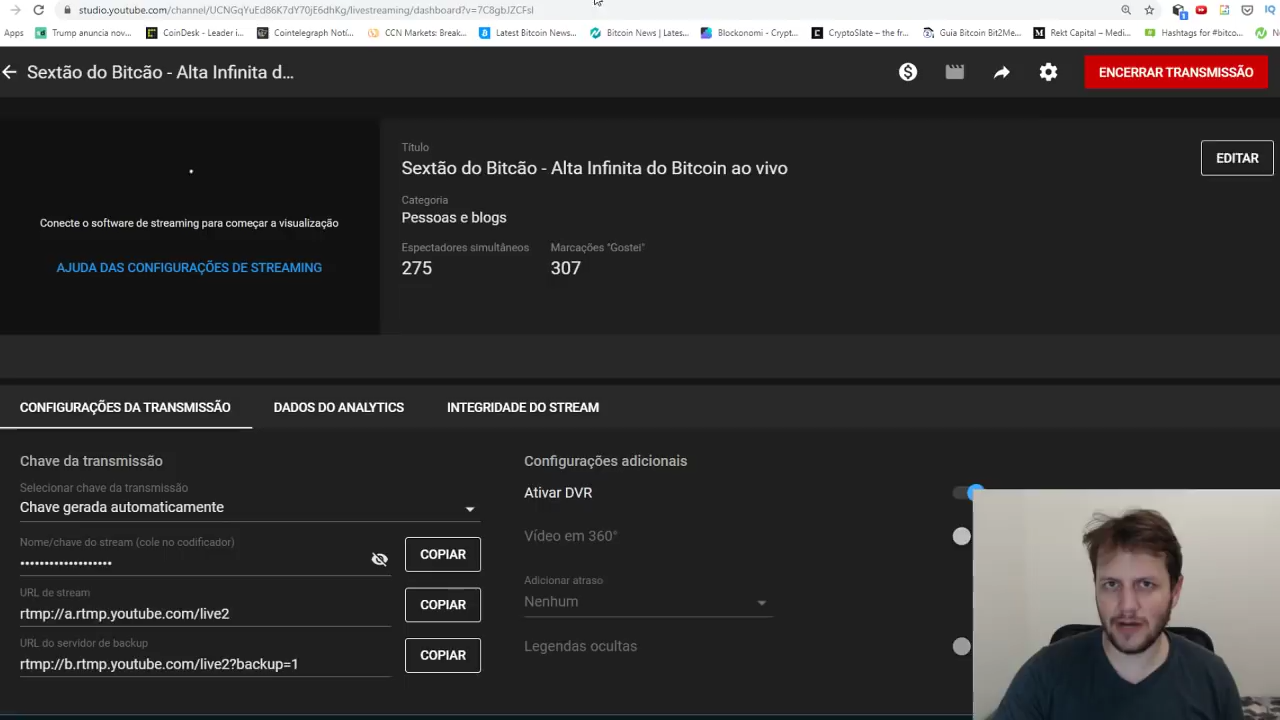 studio.youtube.com/channel/UCNGqYuEd86K7dY70jE6dhKg/livestreaming/dashboard?v=7C8gbJZCFsI
Apps Trump anuncia nov... CoinDesk - Leader i... Cointelegraph Notíc... CCN Markets: Break... Latest Bitcoin News... Bitcoin News | Lates... Blockonomi - Crypt... CryptoSlate – the fr... Guia Bitcoin Bit2Me... Rekt Capital – Medi... Hashtags for #bitco...
Sextão do Bitcão - Alta Infinita d...
ENCERRAR TRANSMISSÃO
Título
Sextão do Bitcão - Alta Infinita do Bitcoin ao vivo
EDITAR
Categoria
Pessoas e blogs
Conecte o software de streaming para começar a visualização
AJUDA DAS CONFIGURAÇÕES DE STREAMING
Espectadores simultâneos Marcações "Gostei"
275 307
CONFIGURAÇÕES DA TRANSMISSÃO DADOS DO ANALYTICS INTEGRIDADE DO STREAM
Chave da transmissão
Selecionar chave da transmissão
Chave gerada automaticamente
Nome/chave do stream (cole no codificador)
•••••••••••••••••••
COPIAR
URL de stream
rtmp://a.rtmp.youtube.com/live2
COPIAR
URL do servidor de backup
rtmp://b.rtmp.youtube.com/live2?backup=1
COPIAR
Configurações adicionais
Ativar DVR
Vídeo em 360°
Adicionar atraso
Nenhum
Legendas ocultas